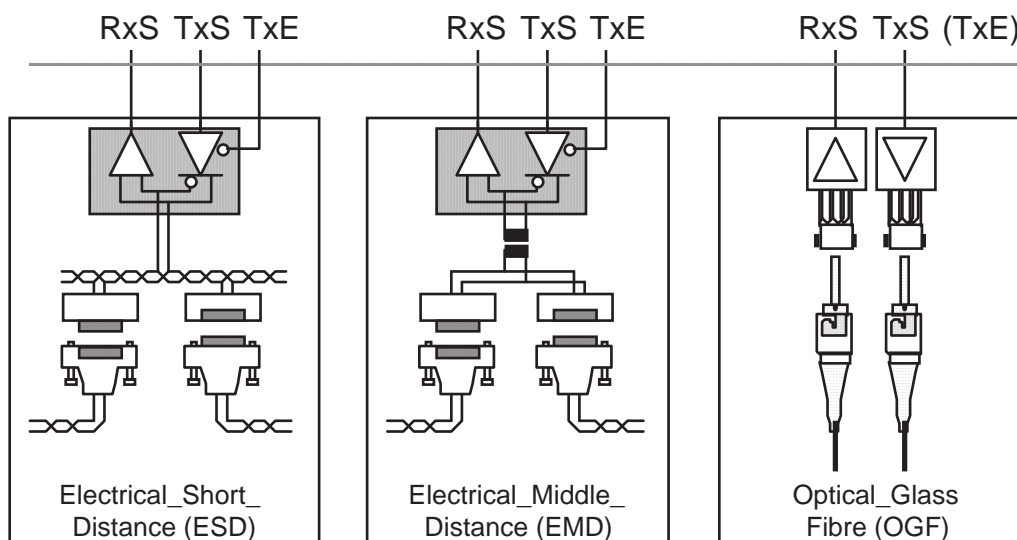 RxS TxS TxE
RxS TxS TxE
RxS TxS (TxE)
Electrical_Short_
Distance (ESD)
Electrical_Middle_
Distance (EMD)
Optical_Glass
Fibre (OGF)